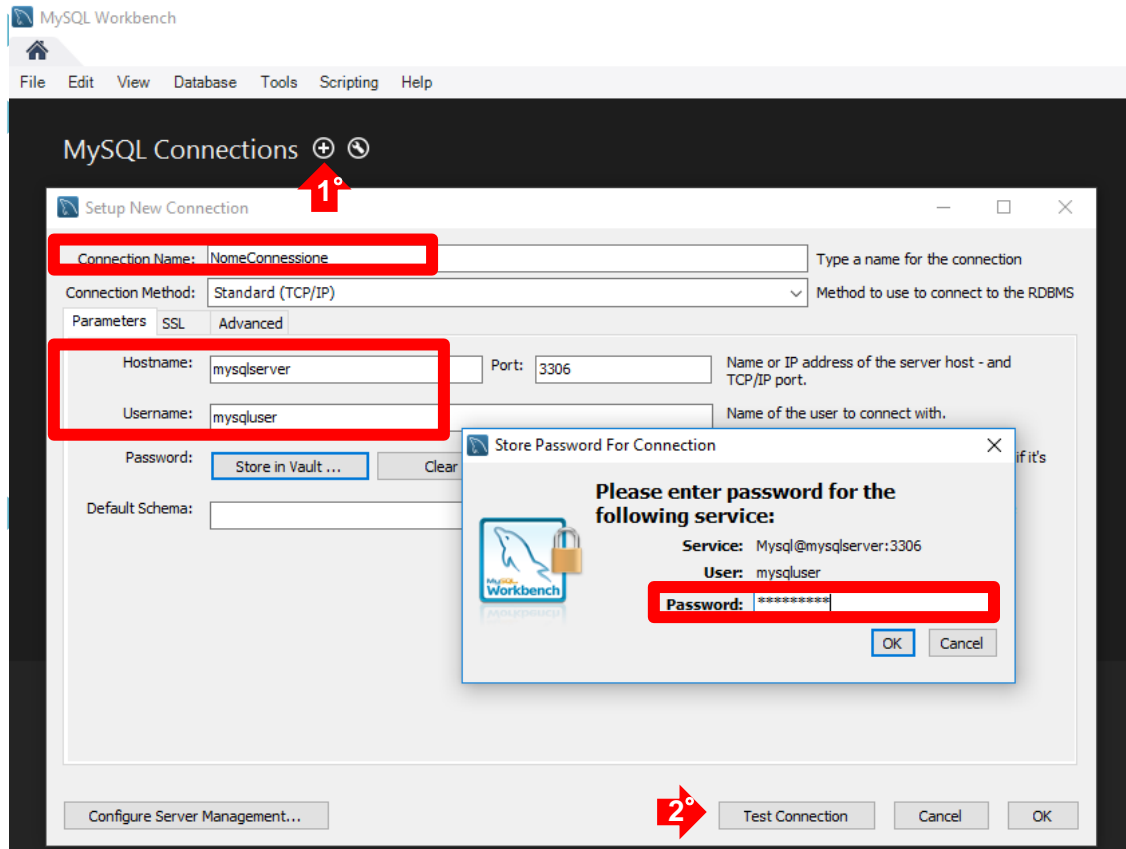 MySQL Workbench
File Edit View Database Tools Scripting Help
MySQL Connections
1°
Setup New Connection
Connection Name: NomeConnessione Type a name for the connection
Connection Method: Standard (TCP/IP) Method to use to connect to the RDBMS
Parameters SSL Advanced
Hostname: mysqlserver Port: 3306 Name or IP address of the server host - and
TCP/IP port.
Username: mysqluser Name of the user to connect with.
Password: Store in Vault ... Clear if it's
Default Schema:
Store Password For Connection
Please enter password for the
following service:
Service: Mysql@mysqlserver:3306
User: mysqluser
Password: *********
MySQL
Workbench
OK Cancel
Configure Server Management...
2°
Test Connection Cancel OK